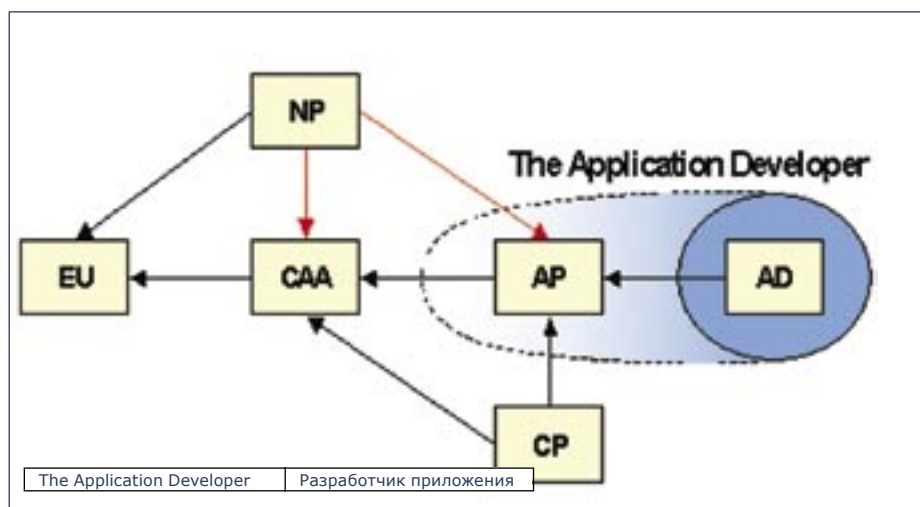 NP
The Application Developer
EU
CAA
AP
AD
CP
The Application Developer Разработчик приложения